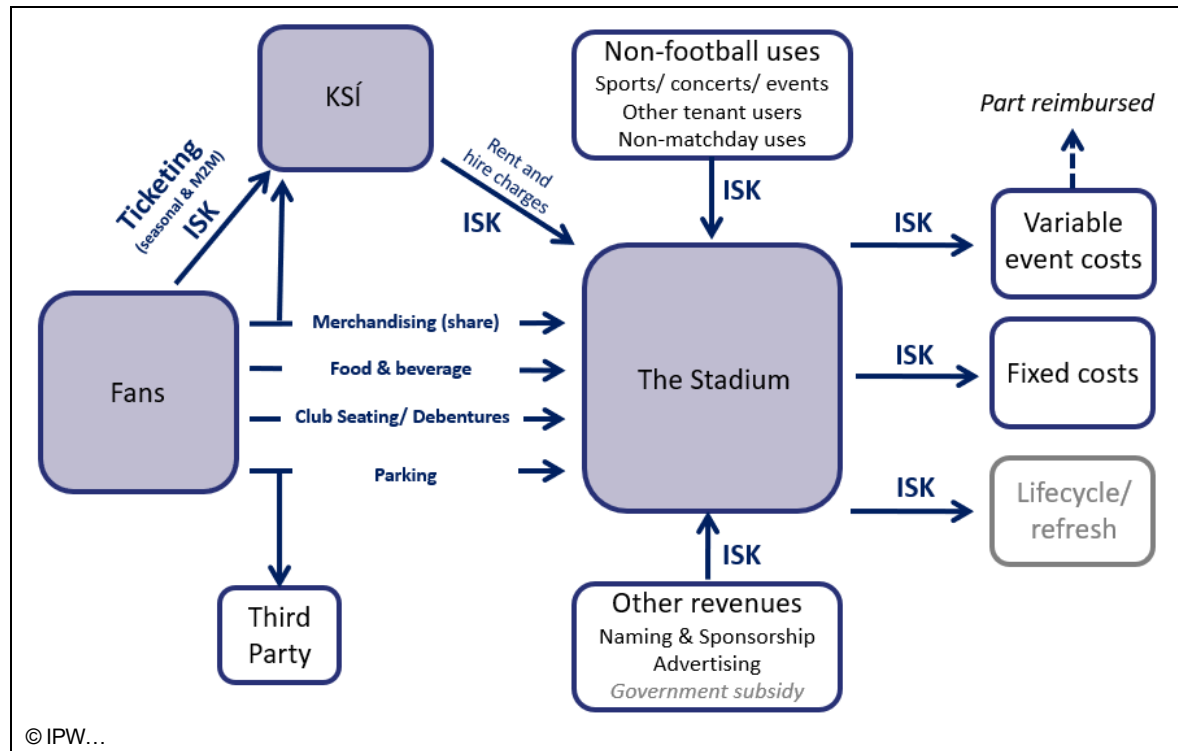 KSÍ
Non-football uses
Sports/ concerts/ events
Other tenant users
Non-matchday uses
Part reimbursed
Ticketing
(seasonal & M2M)
ISK
Rent and
hire charges
ISK
ISK
ISK
Variable
event costs
Fans
Merchandising (share)
Food & beverage
Club Seating/ Debentures
Parking
The Stadium
ISK
Fixed costs
ISK
Lifecycle/
refresh
ISK
Third
Party
Other revenues
Naming & Sponsorship
Advertising
Government subsidy
© IPW…